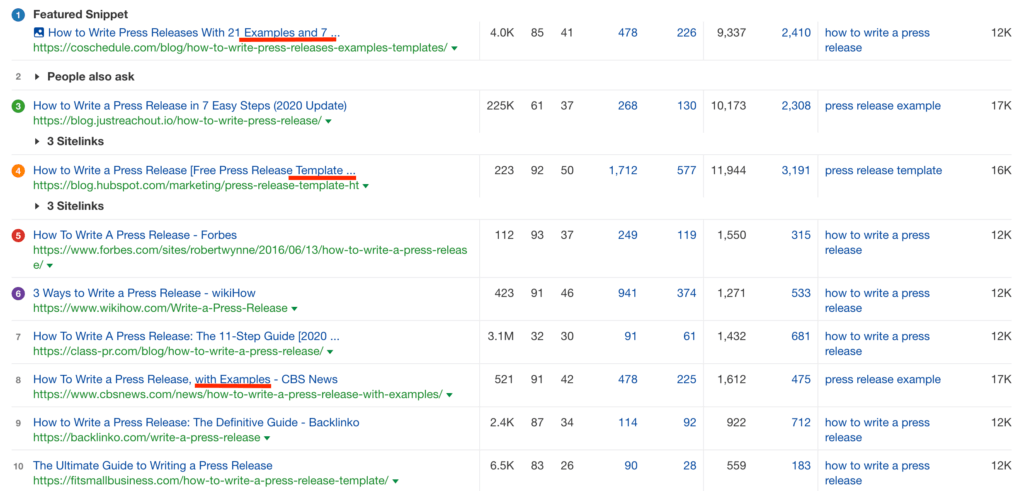 1 Featured Snippet
How to Write Press Releases With 21 Examples and 7 ... 4.0K 85 41 478 226 9,337 2,410 how to write a press release 12K
https://coschedule.com/blog/how-to-write-press-releases-examples-templates/
2 People also ask
3 How to Write a Press Release in 7 Easy Steps (2020 Update) 225K 61 37 268 130 10,173 2,308 press release example 17K
https://blog.justreachout.io/how-to-write-press-release/
3 Sitelinks
4 How to Write a Press Release [Free Press Release Template ... 223 92 50 1,712 577 11,944 3,191 press release template 16K
https://blog.hubspot.com/marketing/press-release-template-ht
3 Sitelinks
5 How To Write A Press Release - Forbes 112 93 37 249 119 1,550 315 how to write a press release 12K
https://www.forbes.com/sites/robertwynne/2016/06/13/how-to-write-a-press-releas
e/
6 3 Ways to Write a Press Release - wikiHow 423 91 46 941 374 1,271 533 how to write a press release 12K
https://www.wikihow.com/Write-a-Press-Release
7 How To Write A Press Release: The 11-Step Guide [2020 ... 3.1M 32 30 91 61 1,432 681 how to write a press release 12K
https://class-pr.com/blog/how-to-write-a-press-release/
8 How To Write a Press Release, with Examples - CBS News 521 91 42 478 225 1,612 475 press release example 17K
https://www.cbsnews.com/news/how-to-write-a-press-release-with-examples/
9 How to Write a Press Release: The Definitive Guide - Backlinko 2.4K 87 34 114 92 922 712 how to write a press release 12K
https://backlinko.com/write-a-press-release
10 The Ultimate Guide to Writing a Press Release 6.5K 83 26 90 28 559 183 how to write a press release 12K
https://fitsmallbusiness.com/how-to-write-a-press-release-template/